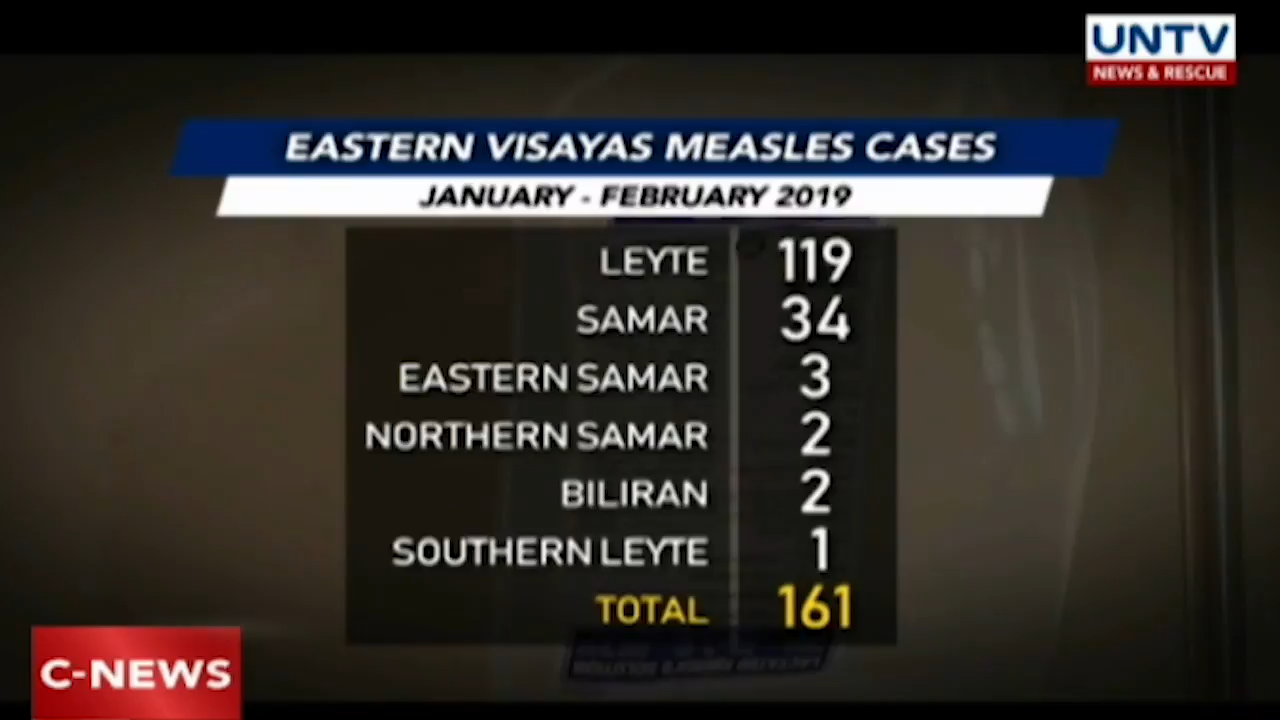 UNTV
NEWS & RESCUE
EASTERN VISAYAS MEASLES CASES
JANUARY - FEBRUARY 2019
LEYTE 119
SAMAR 34
EASTERN SAMAR 3
NORTHERN SAMAR 2
BILIRAN 2
SOUTHERN LEYTE 1
TOTAL 161
C-NEWS